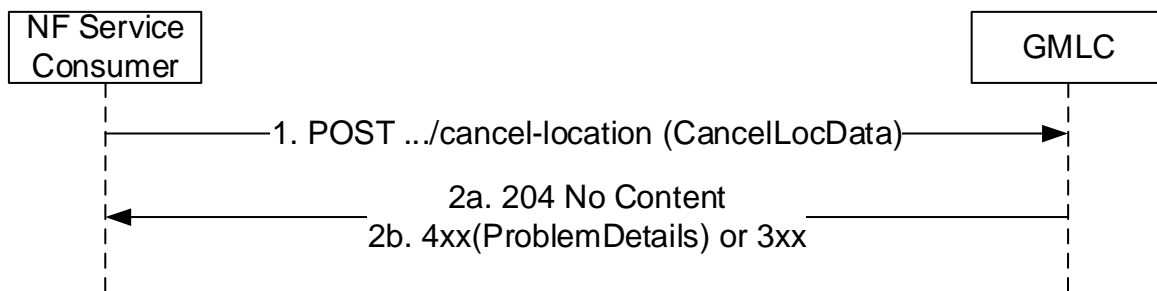 NF Service
Consumer
GMLC
1. POST .../cancel-location (CancelLocData)
2a. 204 No Content
2b. 4xx(ProblemDetails) or 3xx